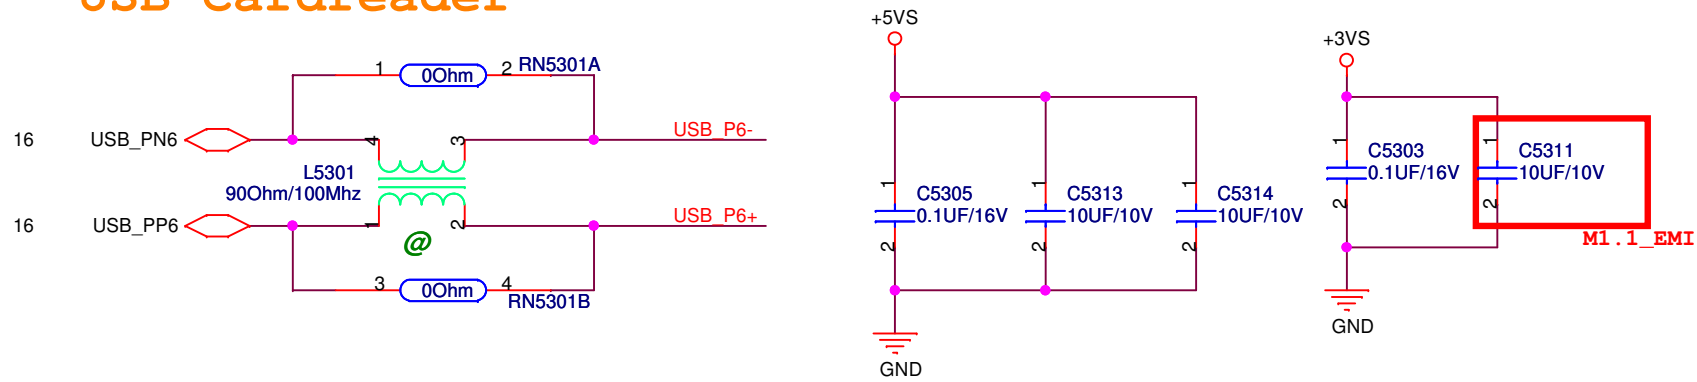 USB Cardreader
1
0Ohm
2
RN5301A
16
USB_PN6
4
3
USB_P6-
L5301
90Ohm/100Mhz
16
USB_PP6
1
2
USB_P6+
@
3
0Ohm
4
RN5301B
+5VS
1
C5305
0.1UF/16V
2
1
C5313
10UF/10V
2
1
C5314
10UF/10V
2
GND
+3VS
1
C5303
0.1UF/16V
2
1
C5311
10UF/10V
2
M1.1_EMI
GND